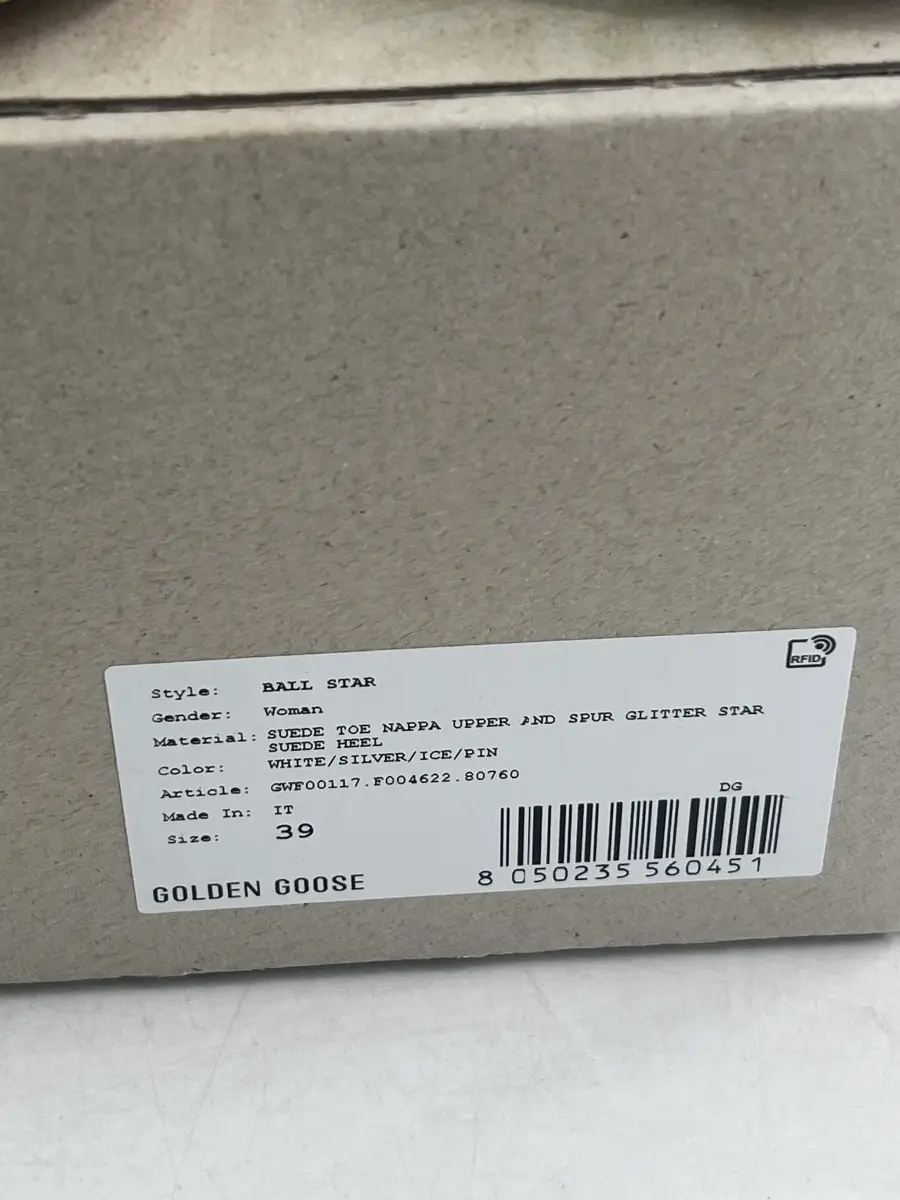 RFID
Style: BALL STAR
Gender: Woman
Material: SUEDE TOE NAPPA UPPER AND SPUR GLITTER STAR
SUEDE HEEL
Color: WHITE/SILVER/ICE/PIN
Article: GWF00117.F004622.80760
Made In: IT
Size: 39
DG
8 050235 560451
GOLDEN GOOSE